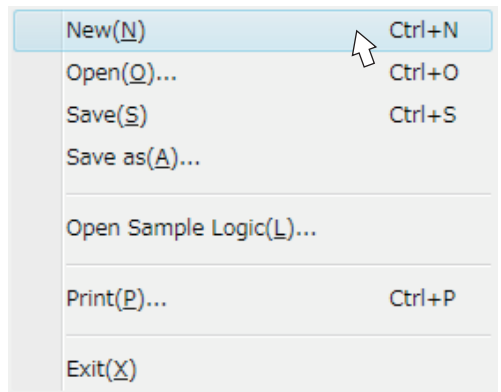 New(N) Ctrl+N
Open(O)... Ctrl+O
Save(S) Ctrl+S
Save as(A)...
Open Sample Logic(L)...
Print(P)... Ctrl+P
Exit(X)